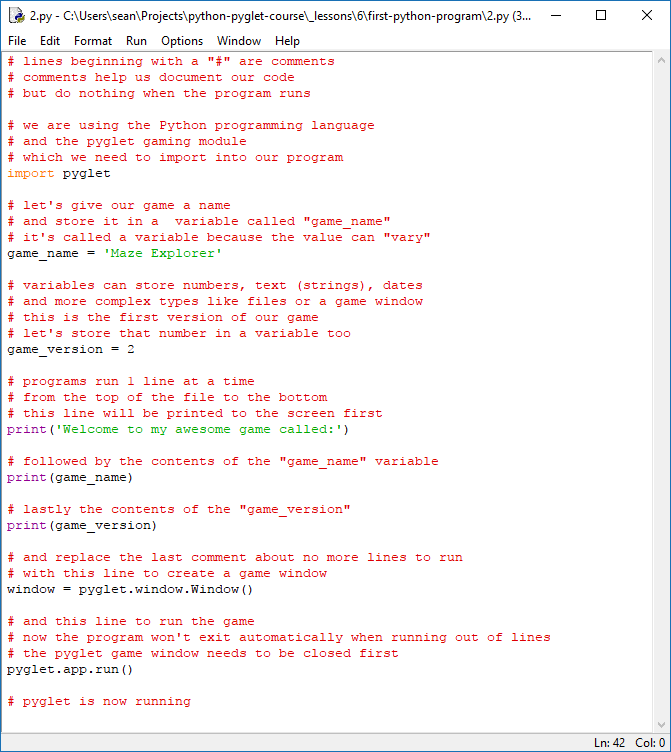 2.py - C:\Users\sean\Projects\python-pyglet-course\_lessons\6\first-python-program\2.py (3...
File Edit Format Run Options Window Help
# lines beginning with a "#" are comments
# comments help us document our code
# but do nothing when the program runs
# we are using the Python programming language
# and the pyglet gaming module
# which we need to import into our program
import pyglet
# let's give our game a name
# and store it in a  variable called "game_name"
# it's called a variable because the value can "vary"
game_name = 'Maze Explorer'
# variables can store numbers, text (strings), dates
# and more complex types like files or a game window
# this is the first version of our game
# let's store that number in a variable too
game_version = 2
# programs run 1 line at a time
# from the top of the file to the bottom
# this line will be printed to the screen first
print('Welcome to my awesome game called:')
# followed by the contents of the "game_name" variable
print(game_name)
# lastly the contents of the "game_version"
print(game_version)
# and replace the last comment about no more lines to run
# with this line to create a game window
window = pyglet.window.Window()
# and this line to run the game
# now the program won't exit automatically when running out of lines
# the pyglet game window needs to be closed first
pyglet.app.run()
# pyglet is now running
Ln: 42 Col: 0